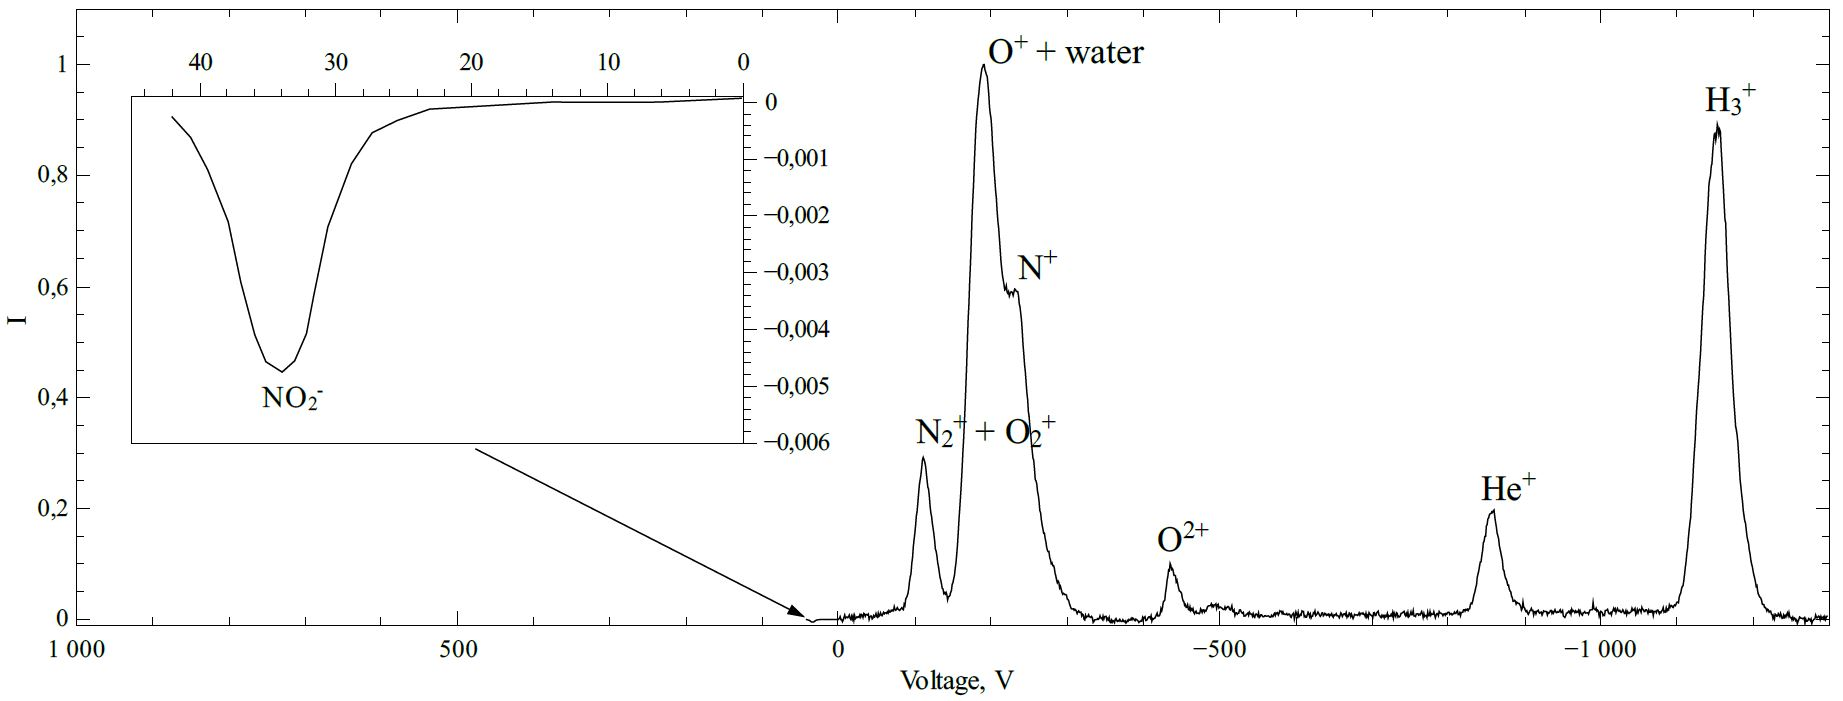 O⁺ + water
1
40
30
20
10
0
H₃⁺
0
−0,001
0,8
−0,002
N⁺
−0,003
0,6
I
−0,004
−0,005
NO₂⁻
0,4
N₂⁺ + O₂⁺
−0,006
He⁺
0,2
O²⁺
0
1 000
500
0
−500
−1 000
Voltage, V